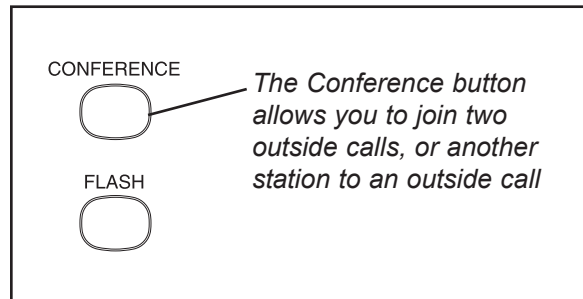 CONFERENCE
The Conference button
allows you to join two
outside calls, or another
station to an outside call
FLASH